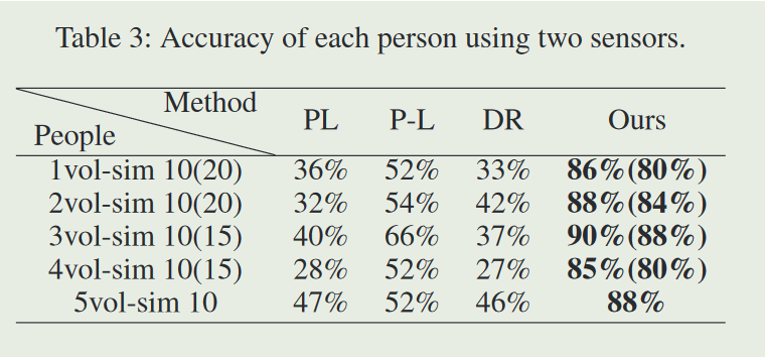 Table 3: Accuracy of each person using two sensors.
Method
People
PL P-L DR Ours
1vol-sim 10(20) 36% 52% 33% 86%(80%)
2vol-sim 10(20) 32% 54% 42% 88%(84%)
3vol-sim 10(15) 40% 66% 37% 90%(88%)
4vol-sim 10(15) 28% 52% 27% 85%(80%)
5vol-sim 10 47% 52% 46% 88%